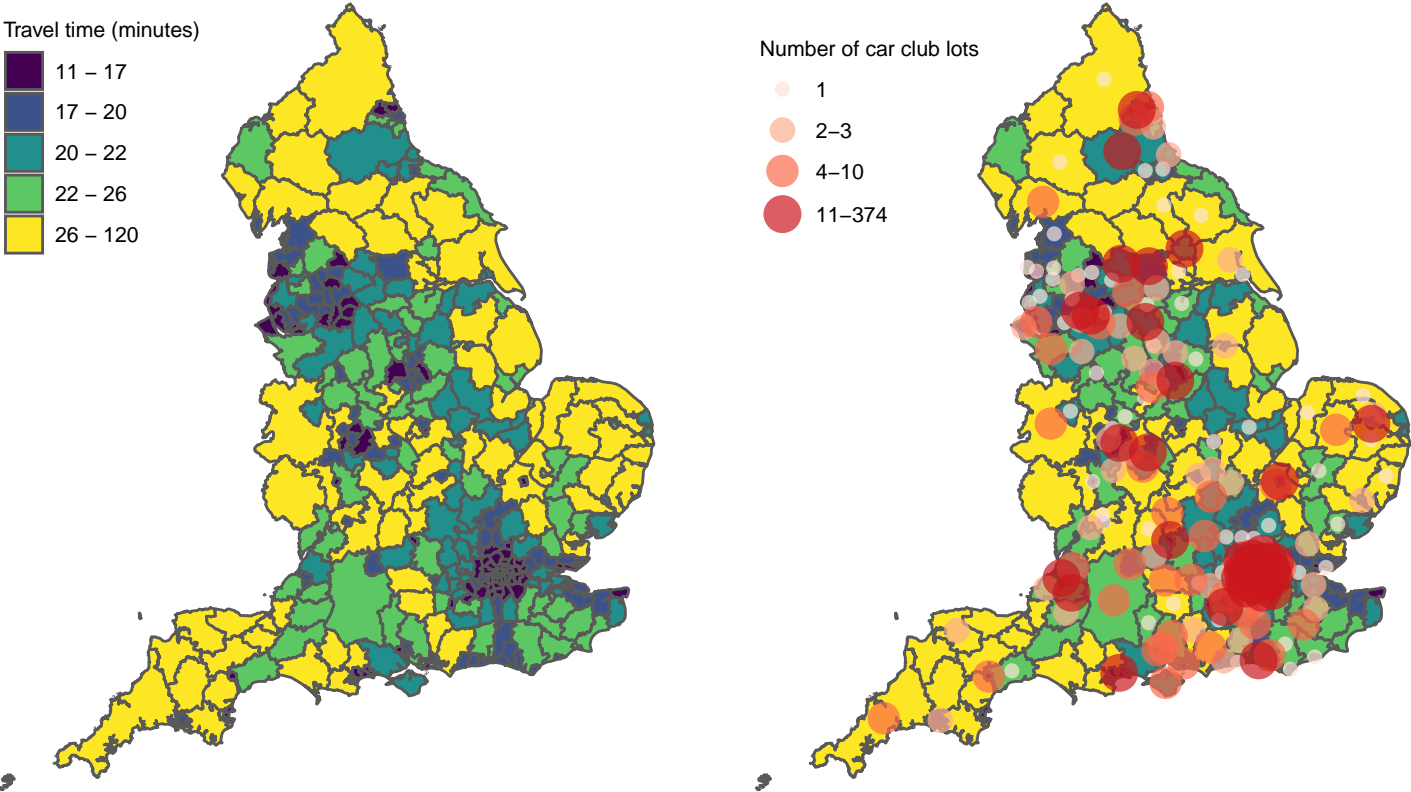 Travel time (minutes)
11 – 17
17 – 20
20 – 22
22 – 26
26 – 120
Number of car club lots
1
2–3
4–10
11–374